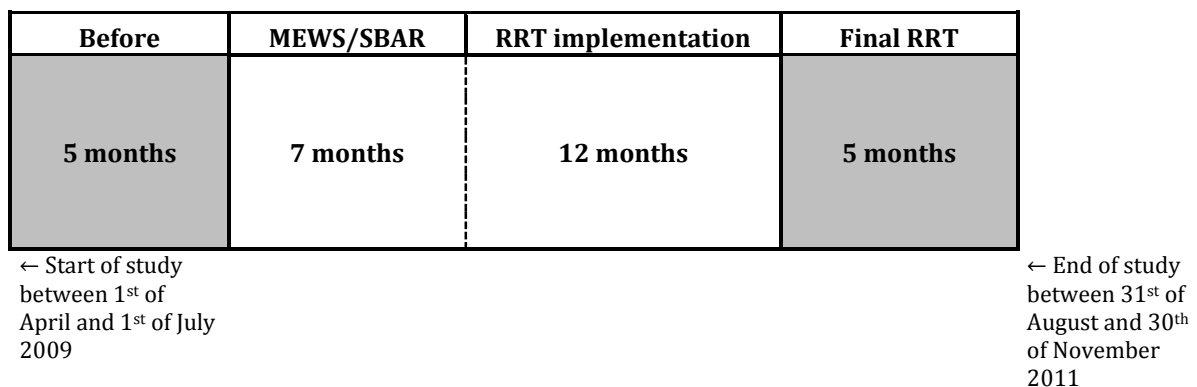 Before MEWS/SBAR RRT implementation Final RRT
5 months 7 months 12 months 5 months
← Start of study
between 1st of
April and 1st of July
2009
← End of study
between 31st of
August and 30th
of November
2011